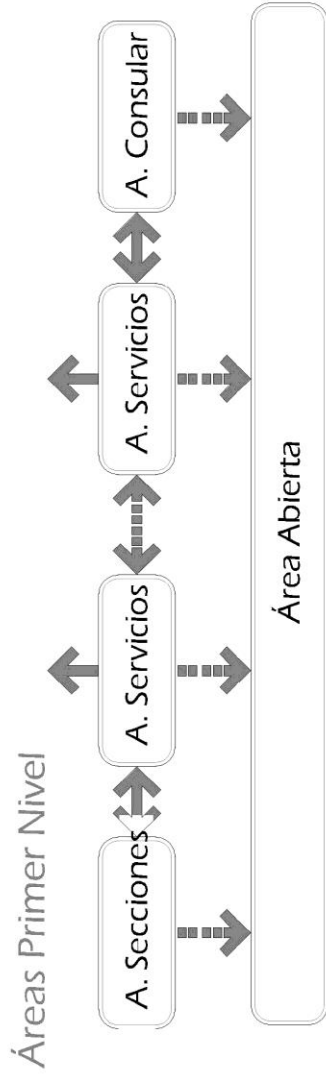 Áreas Primer Nivel
A. Secciones
A. Servicios
A. Servicios
A. Consular
Área Abierta